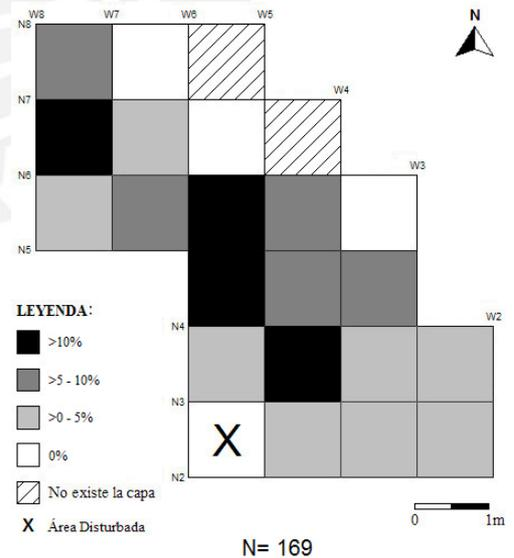 W8 W7 W6 W5
N8
N
N7
W4
N6
W3
N5
LEYENDA:
>10%
>5 - 10%
>0 - 5%
0%
No existe la capa
X Área Disturbada
N4
W2
N3
X
N2
0 1m
N= 169